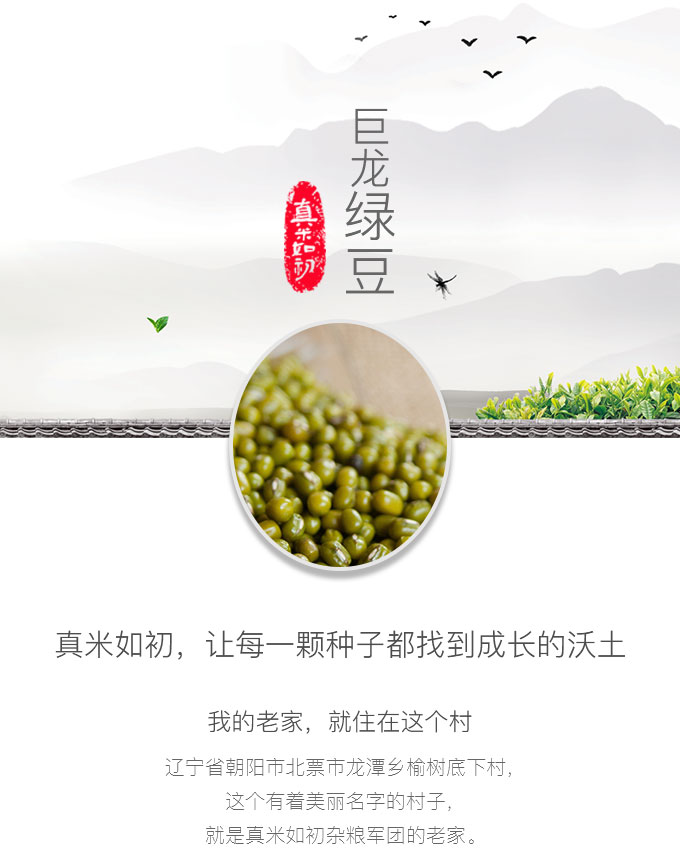 巨龙绿豆
真米如初
真米如初，让每一颗种子都找到成长的沃土
我的老家，就住在这个村
辽宁省朝阳市北票市龙潭乡榆树底下村，
这个有着美丽名字的村子，
就是真米如初杂粮军团的老家。